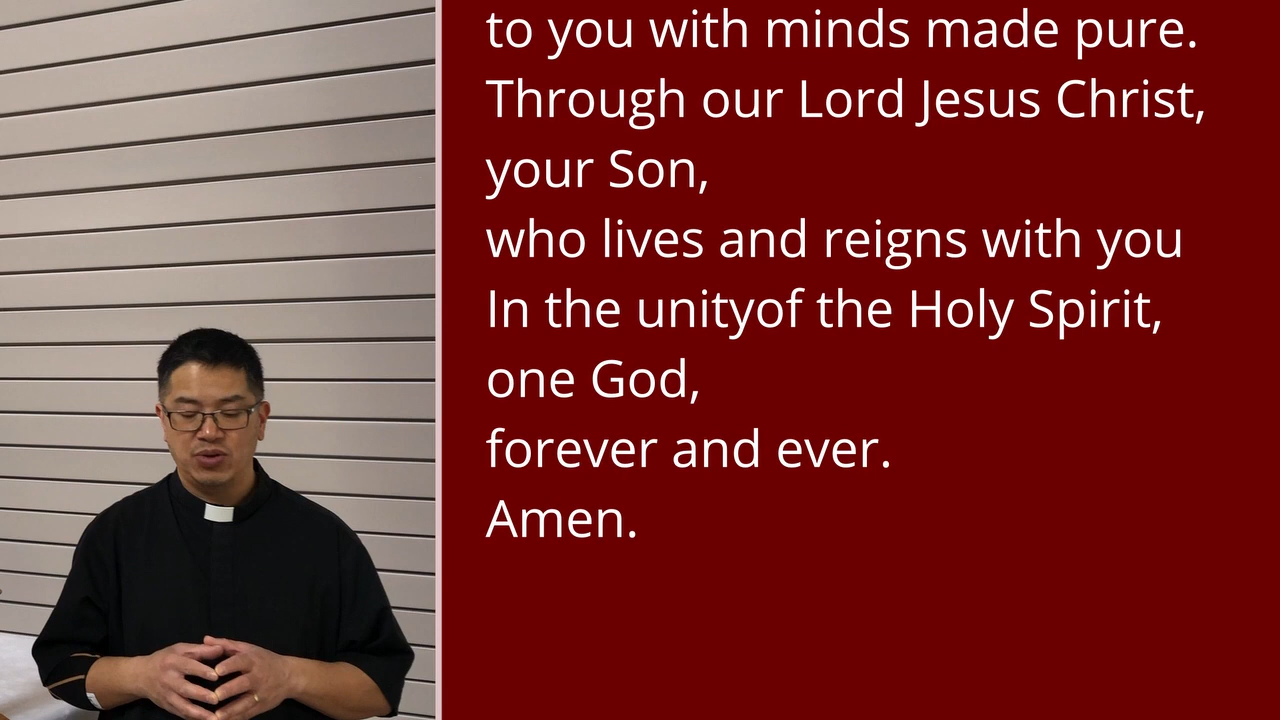 to you with minds made pure.
Through our Lord Jesus Christ,
your Son,
who lives and reigns with you
In the unityof the Holy Spirit,
one God,
forever and ever.
Amen.